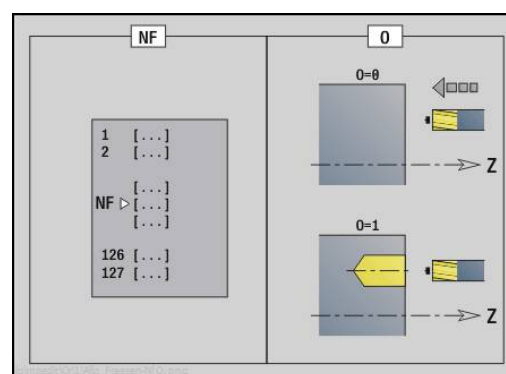 NF
1 [...]
2 [...]
[...]
NF [...]
[...]
126 [...]
127 [...]
O
O=0
Z
O=1
Z